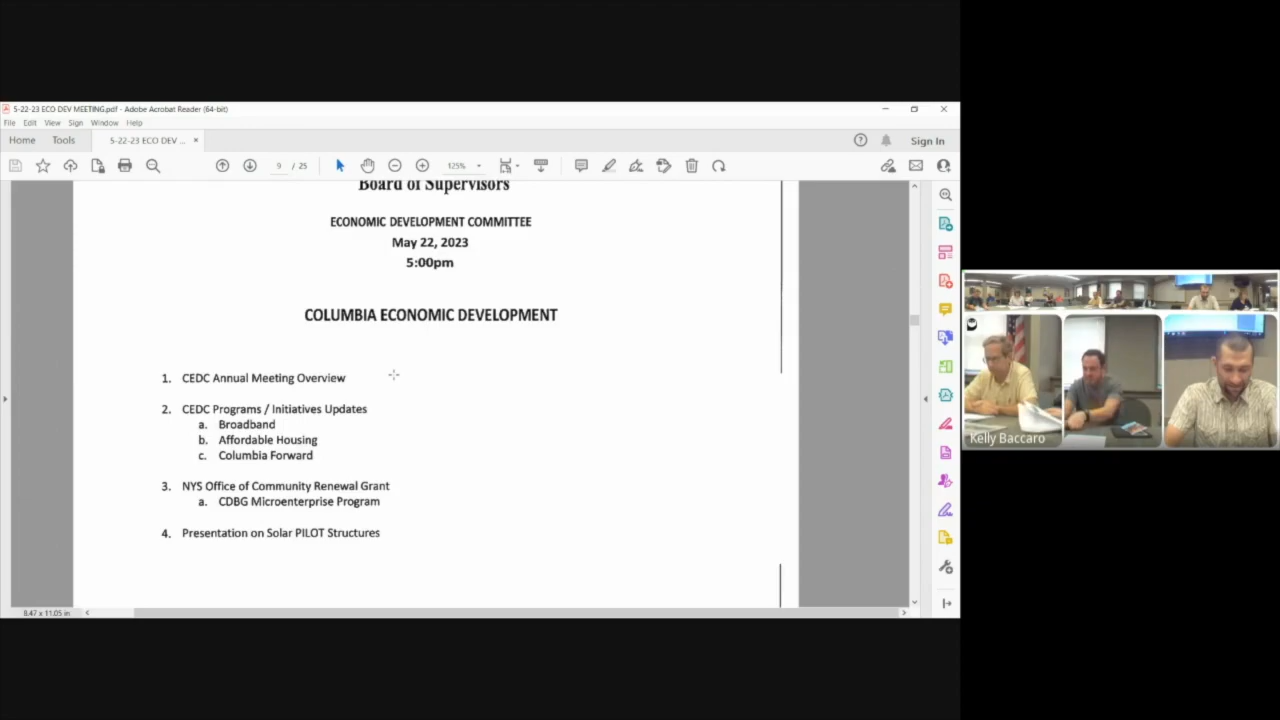 5-22-23 ECO DEV MEETING.pdf - Adobe Acrobat Reader (64-bit)
File Edit View Sign Window Help
Home Tools 5-22-23 ECO DEV ... × Sign In
9 / 25 125%
Board of Supervisors
ECONOMIC DEVELOPMENT COMMITTEE
May 22, 2023
5:00pm
COLUMBIA ECONOMIC DEVELOPMENT
1. CEDC Annual Meeting Overview
2. CEDC Programs / Initiatives Updates
a. Broadband
b. Affordable Housing
c. Columbia Forward
3. NYS Office of Community Renewal Grant
a. CDBG Microenterprise Program
4. Presentation on Solar PILOT Structures
8.47 x 11.05 in
Kelly Baccaro